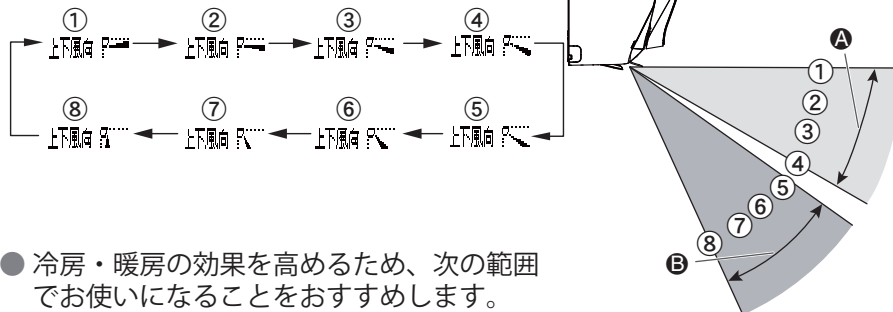 ① ② ③ ④
上下風向 上下風向 上下風向 上下風向
⑧ ⑦ ⑥ ⑤
上下風向 上下風向 上下風向 上下風向
A
①
②
③
④
⑤
⑥
⑦
⑧
B
● 冷房・暖房の効果を高めるため、次の範囲
でお使いになることをおすすめします。